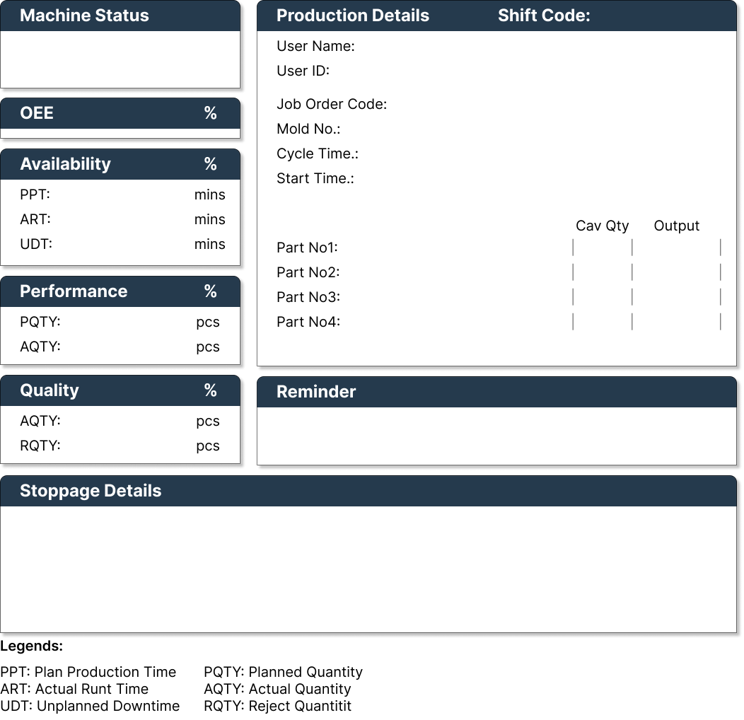 Machine Status
OEE %
Availability %
PPT: mins
ART: mins
UDT: mins
Performance %
PQTY: pcs
AQTY: pcs
Quality %
AQTY: pcs
RQTY: pcs
Production Details Shift Code:
User Name:
User ID:
Job Order Code:
Mold No.:
Cycle Time.:
Start Time.:
Cav Qty Output
Part No1:
Part No2:
Part No3:
Part No4:
Reminder
Stoppage Details
Legends:
PPT: Plan Production Time PQTY: Planned Quantity
ART: Actual Runt Time AQTY: Actual Quantity
UDT: Unplanned Downtime RQTY: Reject Quantitit